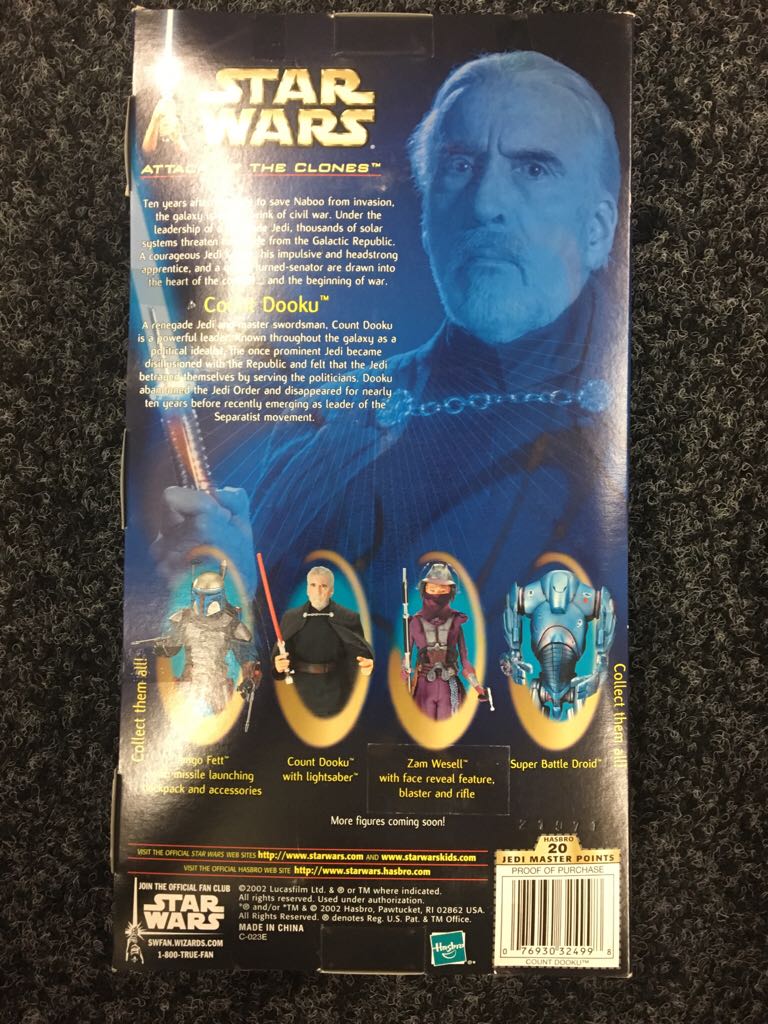 STAR
WARS
ATTACK THE CLONES™
Ten years after to save Naboo from invasion,
the galaxy is brink of civil war. Under the
leadership of a Jedi, thousands of solar
systems threaten from the Galactic Republic.
A courageous Jedi his impulsive and headstrong
apprentice, and a turned-senator are drawn into
the heart of the and the beginning of war.
Count Dooku™
A renegade Jedi and master swordsman, Count Dooku
is a powerful leader. Known throughout the galaxy as a
political idealist, the once prominent Jedi became
disillusioned with the Republic and felt that the Jedi
betrayed themselves by serving the politicians. Dooku
abandoned the Jedi Order and disappeared for nearly
ten years before recently emerging as leader of the
Separatist movement.
Collect them all!
Jango Fett™
missile launching
backpack and accessories
Count Dooku™
with lightsaber™
Zam Wesell™
with face reveal feature,
blaster and rifle
Super Battle Droid™
Collect them all!
More figures coming soon!
VISIT THE OFFICIAL STAR WARS WEB SITES http://www.starwars.com AND www.starwarskids.com
VISIT THE OFFICIAL HASBRO WEB SITE http://www.starwars.hasbro.com
JOIN THE OFFICIAL FAN CLUB
STAR
WARS
SWFAN.WIZARDS.COM
1-800-TRUE-FAN
©2002 Lucasfilm Ltd. & ® or TM where indicated.
All rights reserved. Used under authorization.
*® and/or *TM & © 2002 Hasbro, Pawtucket, RI 02862 USA.
All Rights Reserved. ® denotes Reg. U.S. Pat. & TM Office.
MADE IN CHINA
C-023E
Hasbro
HASBRO
20
JEDI MASTER POINTS
PROOF OF PURCHASE
0 76930 32499 8
COUNT DOOKU™